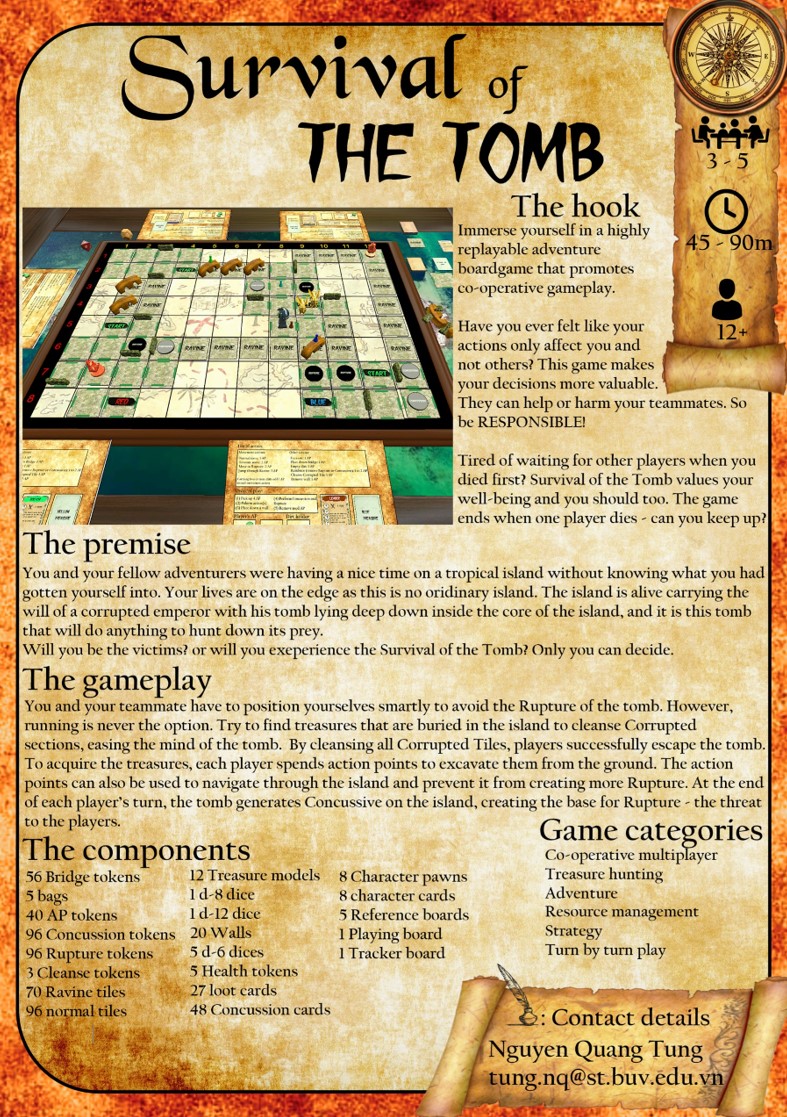 Survival of
THE TOMB
3 - 5
45 - 90m
12+
The hook
Immerse yourself in a highly
replayable adventure
boardgame that promotes
co-operative gameplay.
Have you ever felt like your
actions only affect you and
not others? This game makes
your decisions more valuable.
They can help or harm your teammates. So
be RESPONSIBLE!
Tired of waiting for other players when you
died first? Survival of the Tomb values your
well-being and you should too. The game
ends when one player dies - can you keep up?
START
RAVINE
START
RAVINE
RAVINE
RAVINE
RAVINE
RAVINE
START
RED
BLUE
The premise
You and your fellow adventurers were having a nice time on a tropical island without knowing what you had
gotten yourself into. Your lives are on the edge as this is no oridinary island. The island is alive carrying the
will of a corrupted emperor with his tomb lying deep down inside the core of the island, and it is this tomb
that will do anything to hunt down its prey.
Will you be the victims? or will you exeperience the Survival of the Tomb? Only you can decide.
The gameplay
You and your teammate have to position yourselves smartly to avoid the Rupture of the tomb. However,
running is never the option. Try to find treasures that are buried in the island to cleanse Corrupted
sections, easing the mind of the tomb. By cleansing all Corrupted Tiles, players successfully escape the tomb.
To acquire the treasures, each player spends action points to excavate them from the ground. The action
points can also be used to navigate through the island and prevent it from creating more Rupture. At the end
of each player's turn, the tomb generates Concussive on the island, creating the base for Rupture - the threat
to the players.
The components
56 Bridge tokens
5 bags
40 AP tokens
96 Concussion tokens
96 Rupture tokens
3 Cleanse tokens
70 Ravine tiles
96 normal tiles
12 Treasure models
1 d-8 dice
1 d-12 dice
20 Walls
5 d-6 dices
5 Health tokens
27 loot cards
48 Concussion cards
8 Character pawns
8 character cards
5 Reference boards
1 Playing board
1 Tracker board
Game categories
Co-operative multiplayer
Treasure hunting
Adventure
Resource management
Strategy
Turn by turn play
: Contact details
Nguyen Quang Tung
tung.nq@st.buv.edu.vn